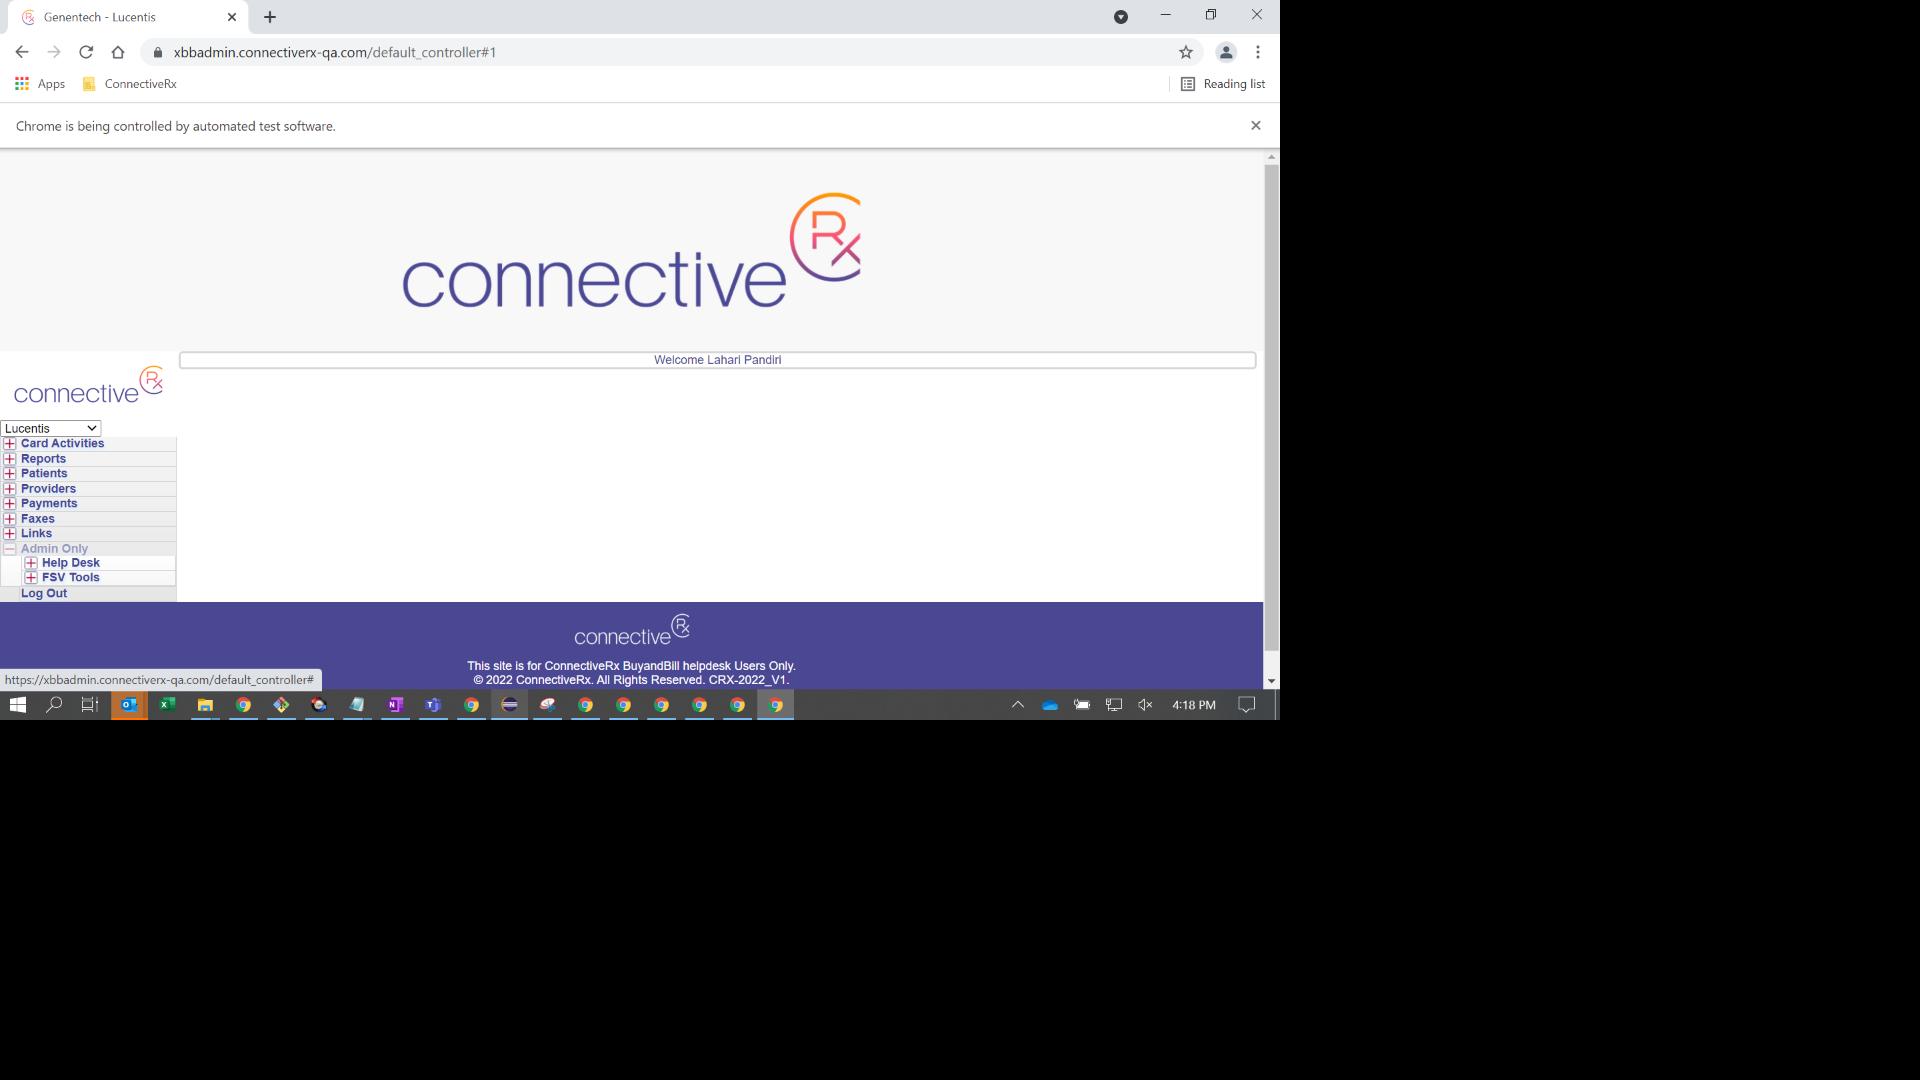 Genentech - Lucentis
xbbadmin.connectiverx-qa.com/default_controller#1
Apps
ConnectiveRx
Reading list
Chrome is being controlled by automated test software.
connective Rx
Welcome Lahari Pandiri
connective Rx
Lucentis
Card Activities
Reports
Patients
Providers
Payments
Faxes
Links
Admin Only
Help Desk
FSV Tools
Log Out
connective Rx
This site is for ConnectiveRx BuyandBill helpdesk Users Only.
© 2022 ConnectiveRx. All Rights Reserved. CRX-2022_V1.
https://xbbadmin.connectiverx-qa.com/default_controller#
4:18 PM